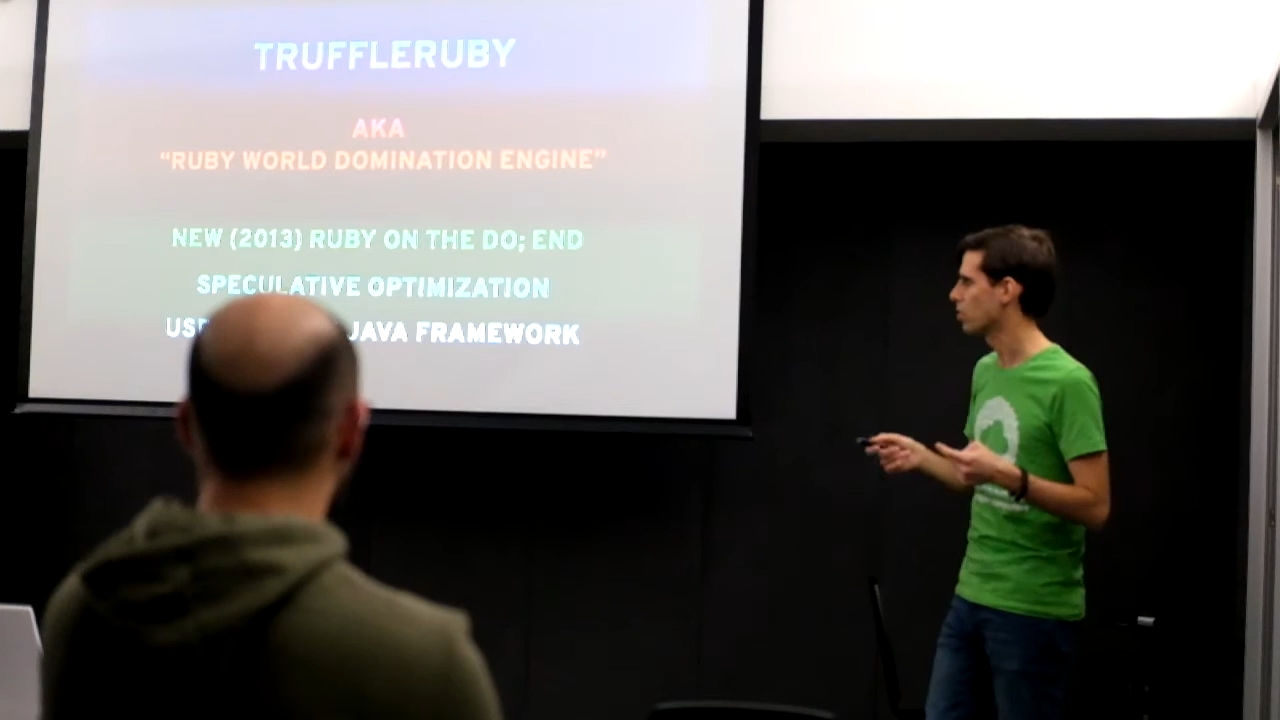 TRUFFLERUBY
AKA
“RUBY WORLD DOMINATION ENGINE”
NEW (2013) RUBY ON THE DO; END
SPECULATIVE OPTIMIZATION
JAVA FRAMEWORK